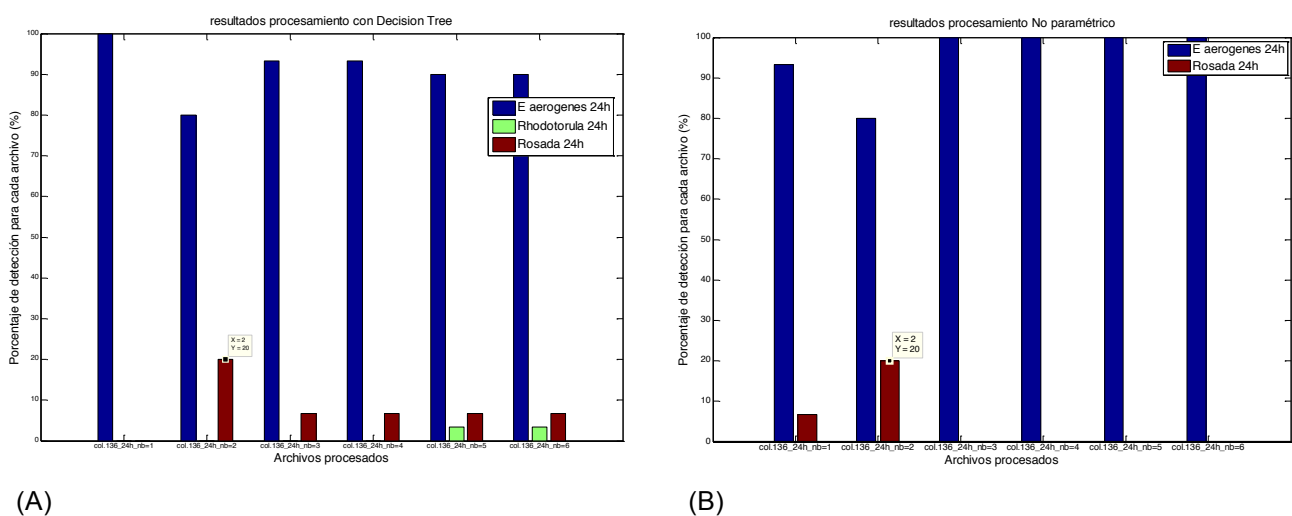 resultados procesamiento con Decision Tree
Porcentaje de detección para cada archivo (%)
100
90
80
70
60
50
40
30
20
10
0
E aerogenes 24h
Rhodotorula 24h
Rosada 24h
X = 2
Y = 20
col.136_24h_nb=1 col.136_24h_nb=2 col.136_24h_nb=3 col.136_24h_nb=4 col.136_24h_nb=5 col.136_24h_nb=6
Archivos procesados
(A)
resultados procesamiento No paramétrico
Porcentaje de detección para cada archivo (%)
100
90
80
70
60
50
40
30
20
10
0
E aerogenes 24h
Rosada 24h
X = 2
Y = 20
col.136_24h_nb=1 col.136_24h_nb=2 col.136_24h_nb=3 col.136_24h_nb=4 col.136_24h_nb=5 col.136_24h_nb=6
Archivos procesados
(B)